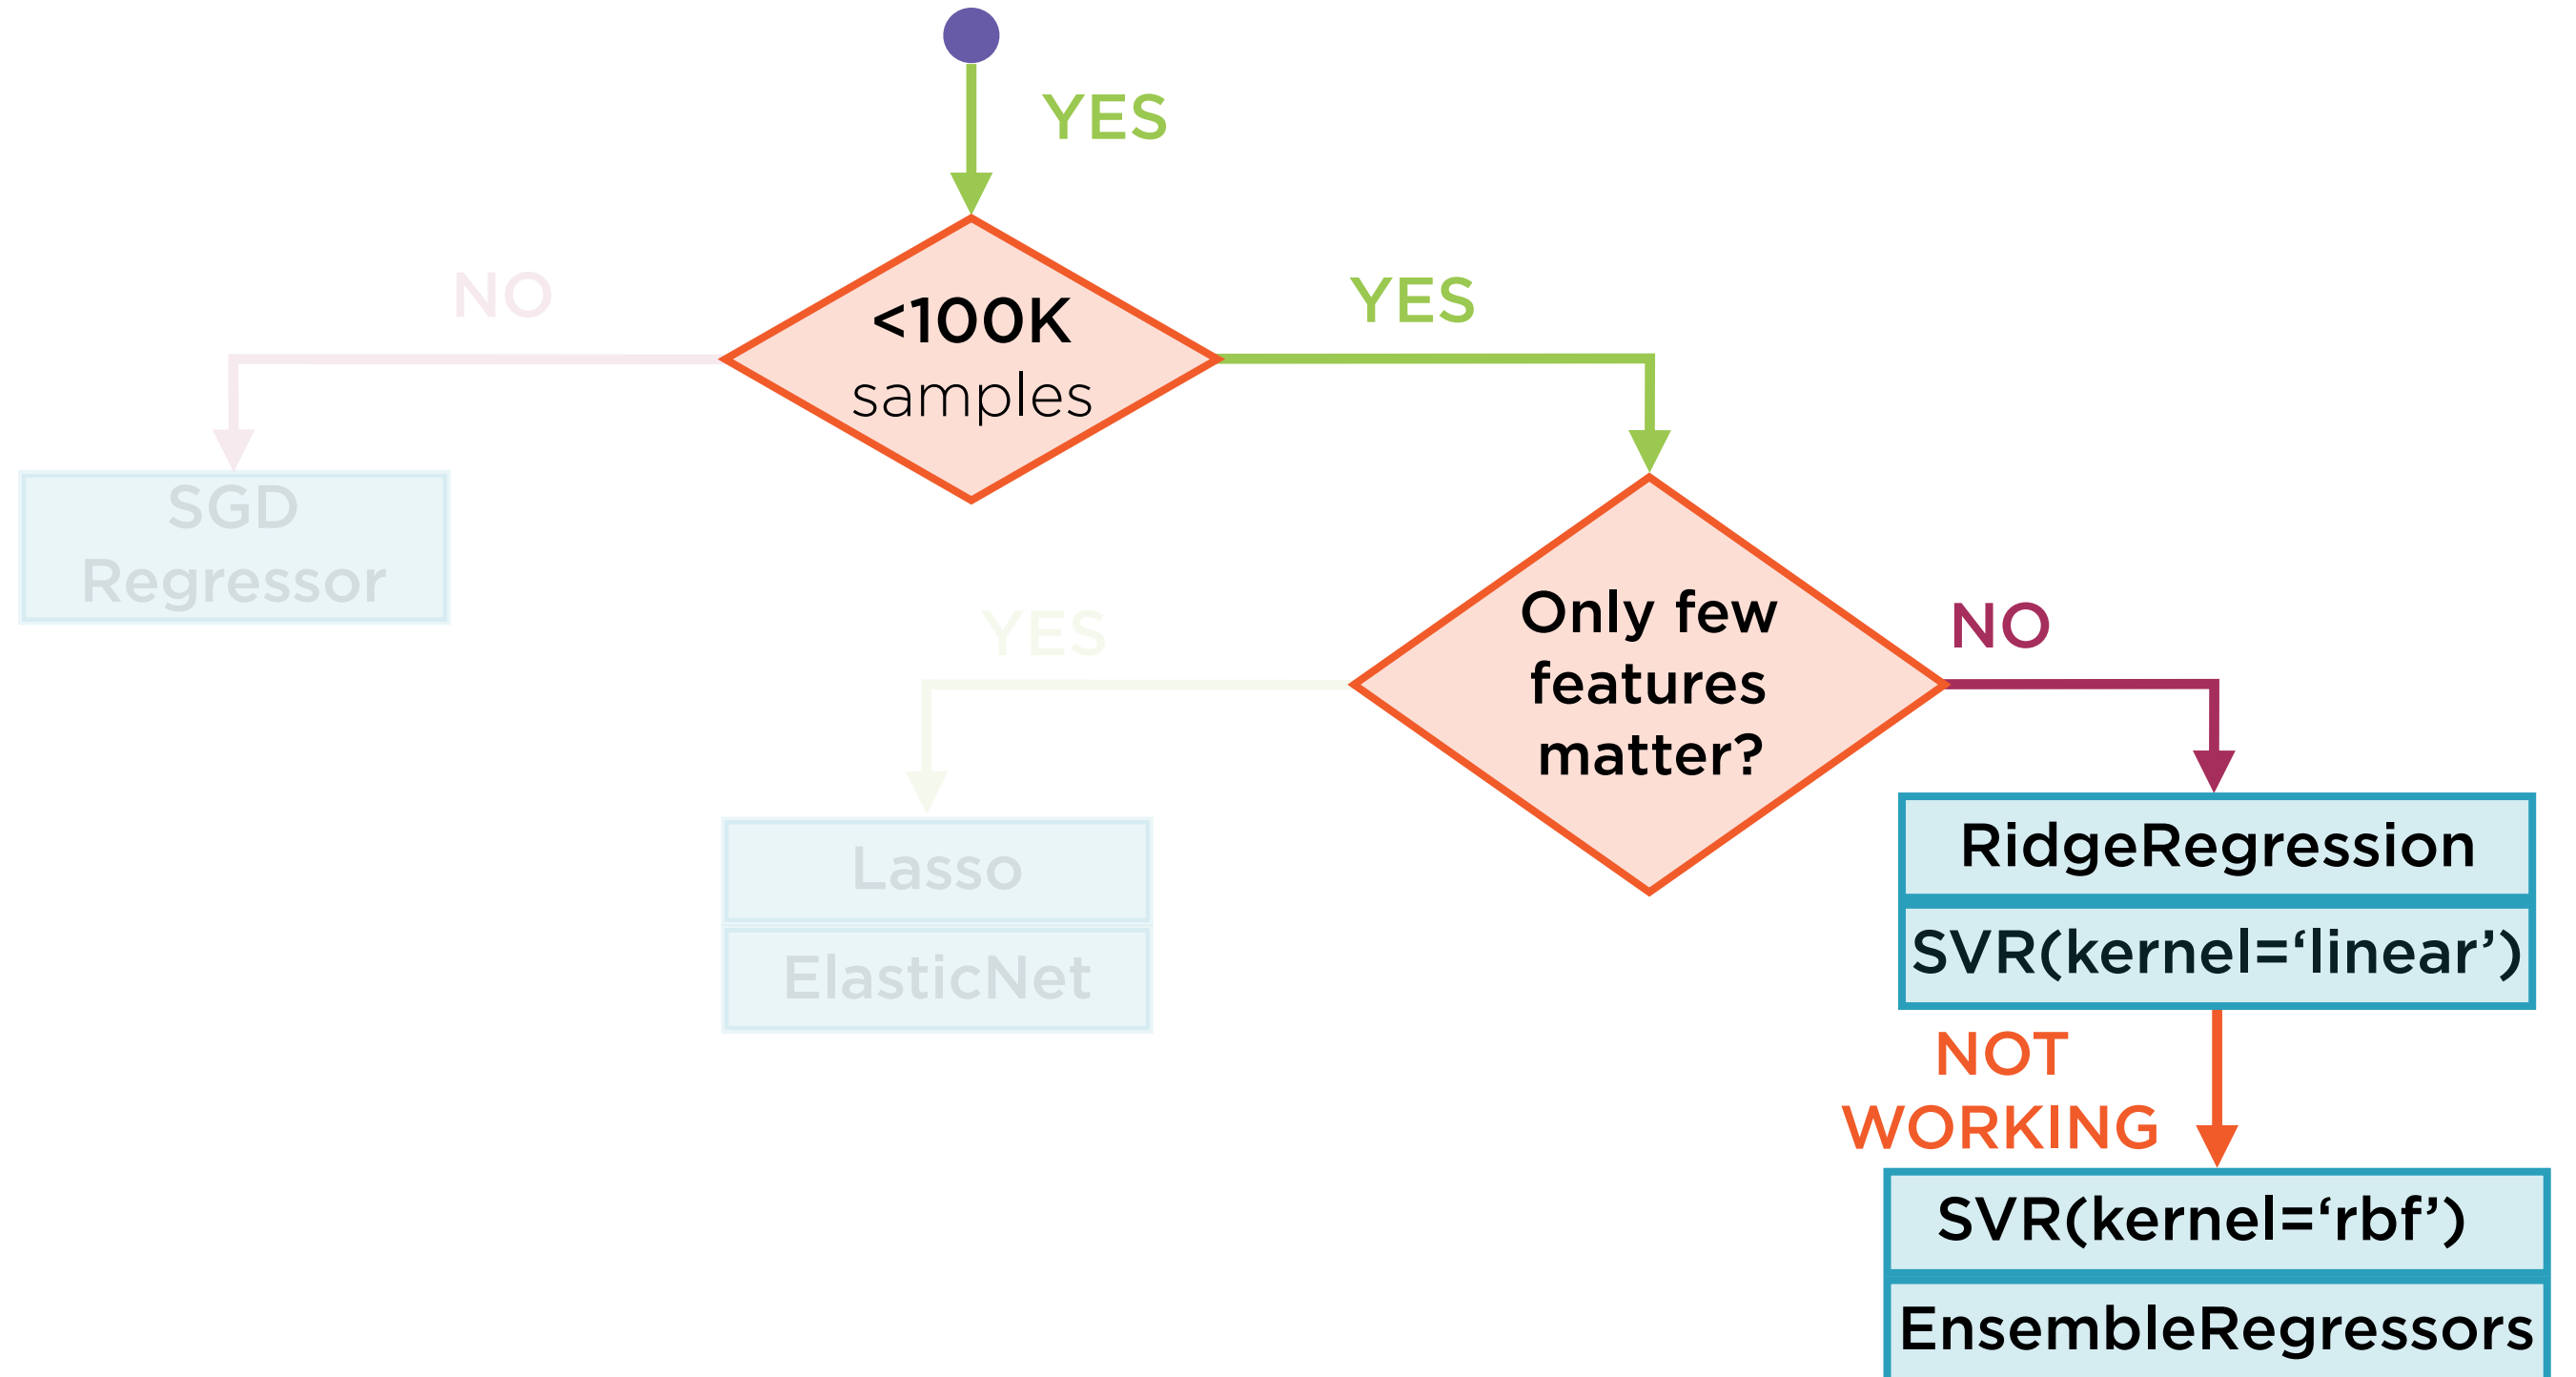 YES
NO
YES
<100K
samples
SGD
Regressor
YES
Only few
features
matter?
NO
Lasso
ElasticNet
RidgeRegression
SVR(kernel=‘linear’)
NOT
WORKING
SVR(kernel=‘rbf’)
EnsembleRegressors